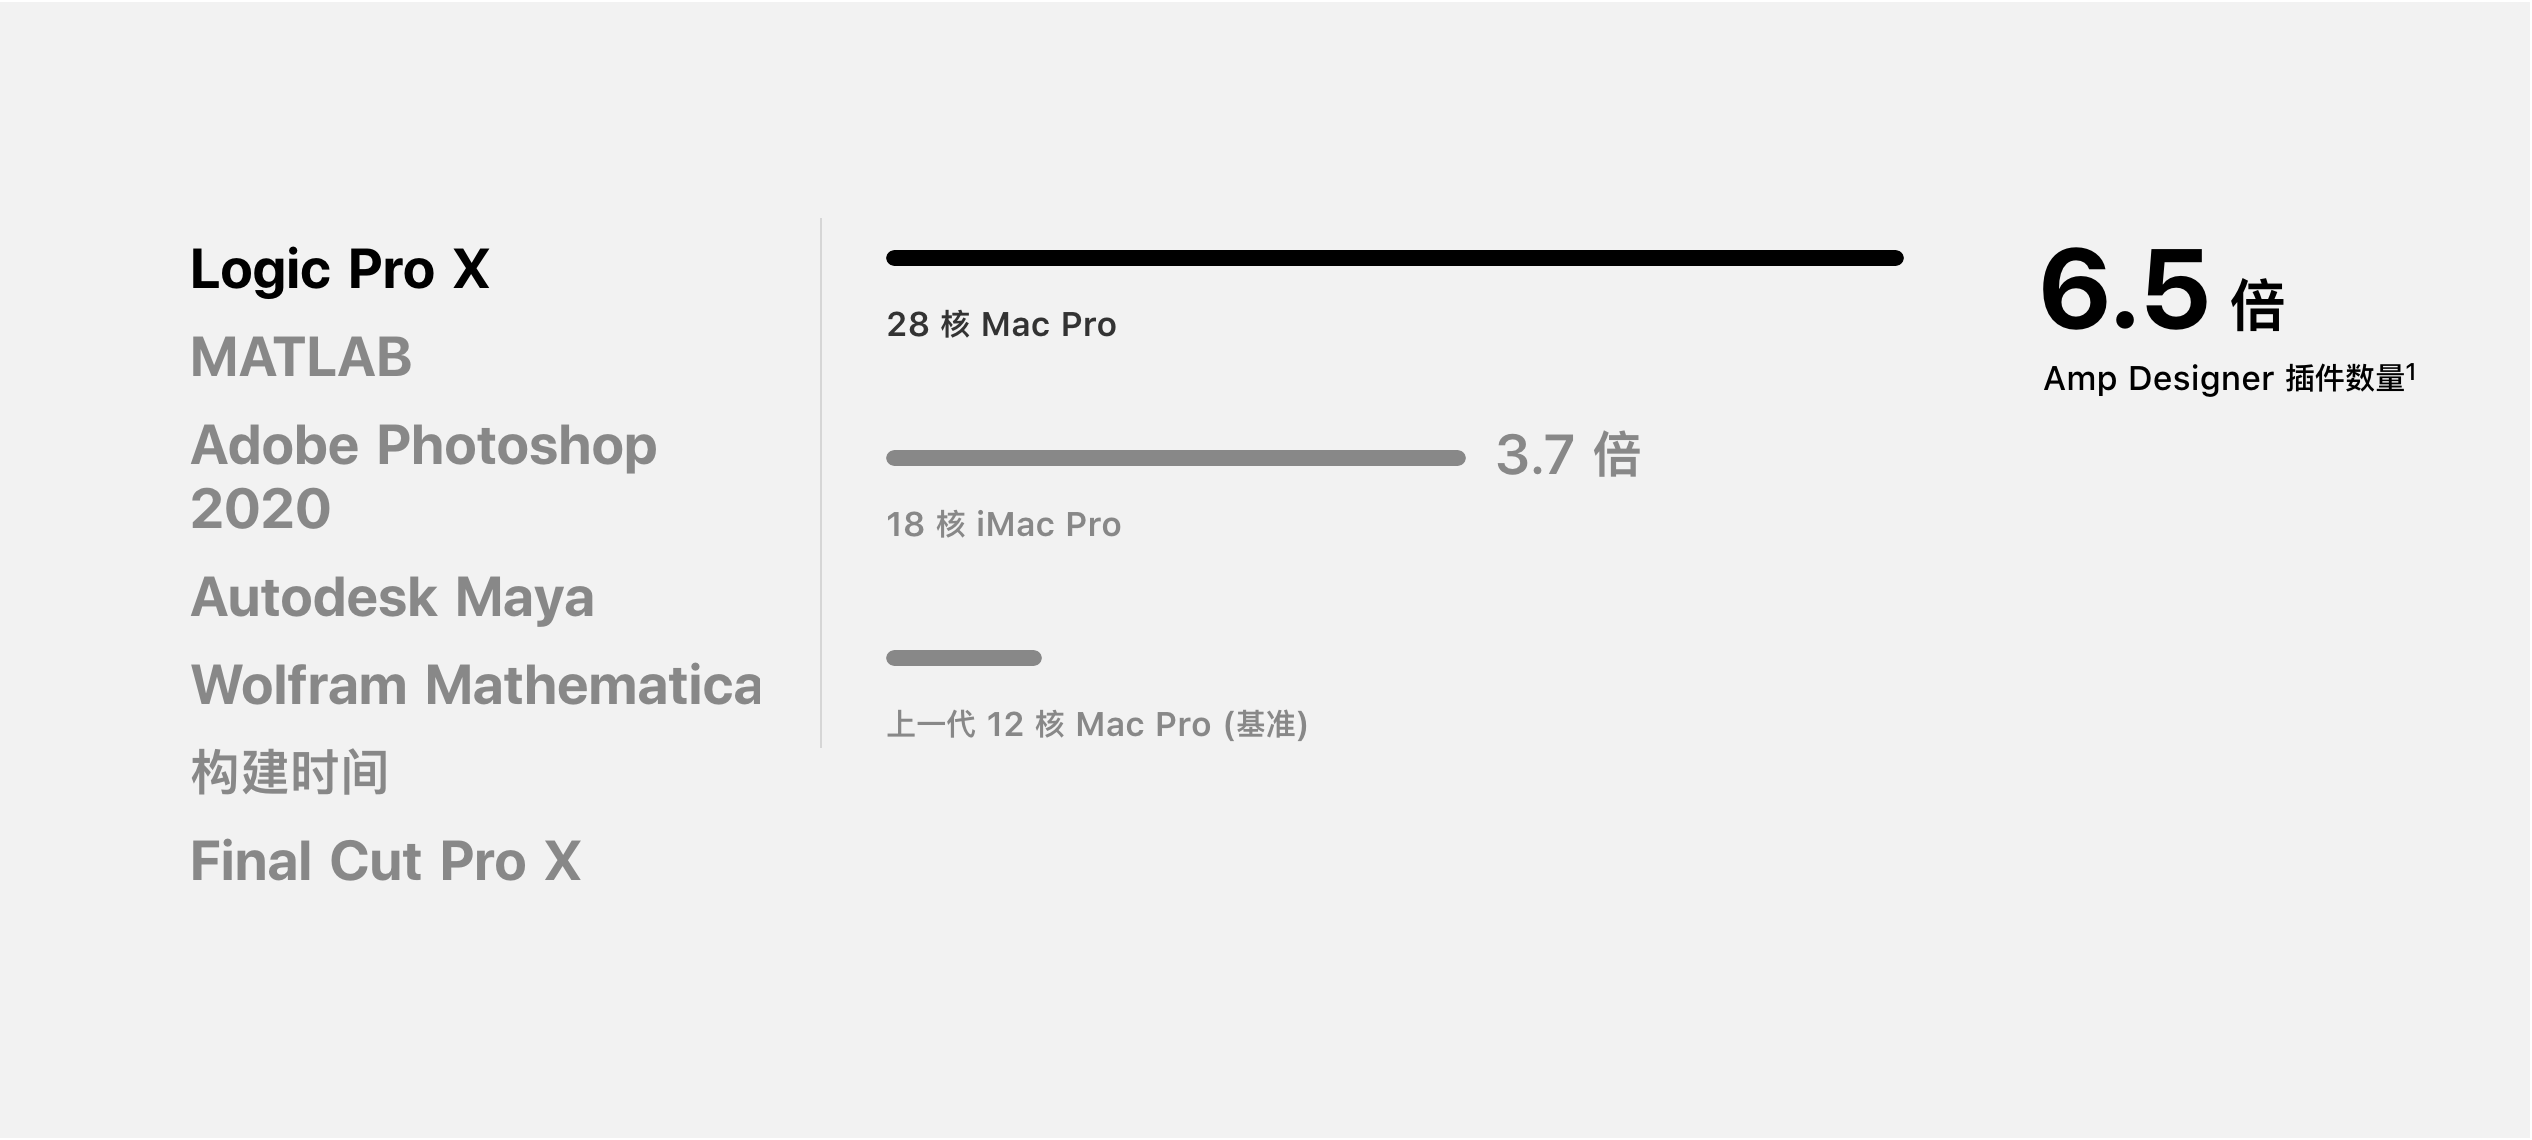 Logic Pro X
MATLAB
Adobe Photoshop
2020
Autodesk Maya
Wolfram Mathematica
构建时间
Final Cut Pro X
28 核 Mac Pro
3.7 倍
18 核 iMac Pro
上一代 12 核 Mac Pro (基准)
6.5 倍
Amp Designer 插件数量¹